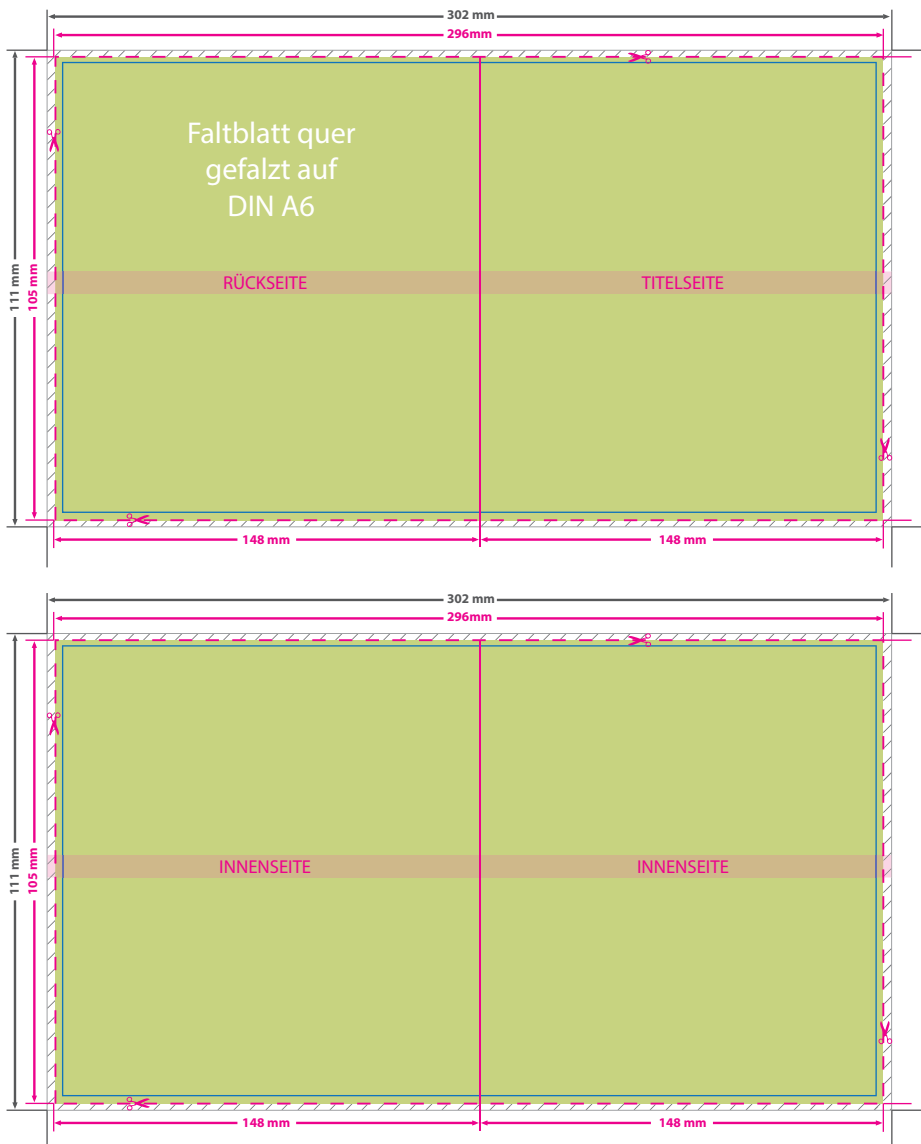 302 mm
296mm
Faltblatt quer
gefalzt auf
DIN A6
111 mm
105 mm
RÜCKSEITE
TITELSEITE
148 mm
148 mm
302 mm
296mm
111 mm
105 mm
INNENSEITE
INNENSEITE
148 mm
148 mm